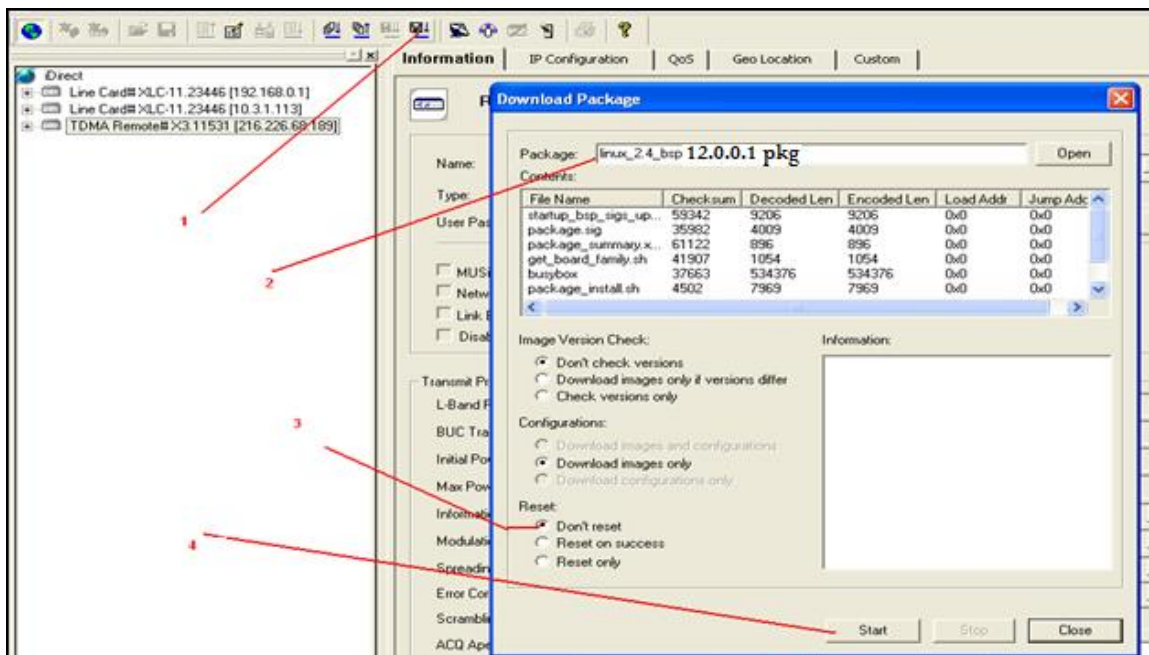 Direct
Line Card# XLC-11.23446 [192.168.0.1]
Line Card# XLC-11.23446 [10.3.1.113]
TDMA Remote# X3.11531 [216.226.68.189]
1
2
3
4
Information
IP Configuration
QoS
Geo Location
Custom
R
Name:
Type:
User Pas
MUSi
Netw
Link E
Disab
Transmit Po
L-Band F
BUC Tra
Initial Pow
Max Pow
Informatio
Modulatio
Spreadin
Error Cor
Scramblin
ACQ Ape
Download Package
Package:
linux_2.4_bsp 12.0.0.1 pkg
Open
Contents:
File Name Checksum Decoded Len Encoded Len Load Addr Jump Adc
startup_bsp_sigs_up... 59342 9206 9206 0x0 0x0
package.sig 35982 4009 4009 0x0 0x0
package_summary.x... 61122 896 896 0x0 0x0
get_board_family.sh 41907 1054 1054 0x0 0x0
busybox 37663 534376 534376 0x0 0x0
package_install.sh 4502 7969 7969 0x0 0x0
Image Version Check:
Don't check versions
Download images only if versions differ
Check versions only
Configurations:
Download images and configurations
Download images only
Download configurations only
Reset:
Don't reset
Reset on success
Reset only
Information:
Start
Stop
Close